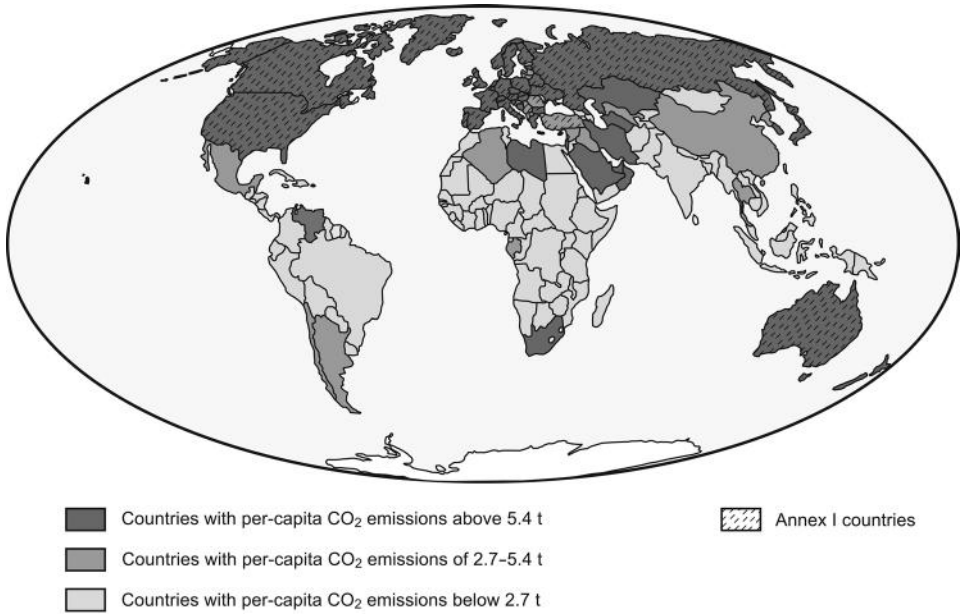 Countries with per-capita CO₂ emissions above 5.4 t
Annex I countries
Countries with per-capita CO₂ emissions of 2.7–5.4 t
Countries with per-capita CO₂ emissions below 2.7 t